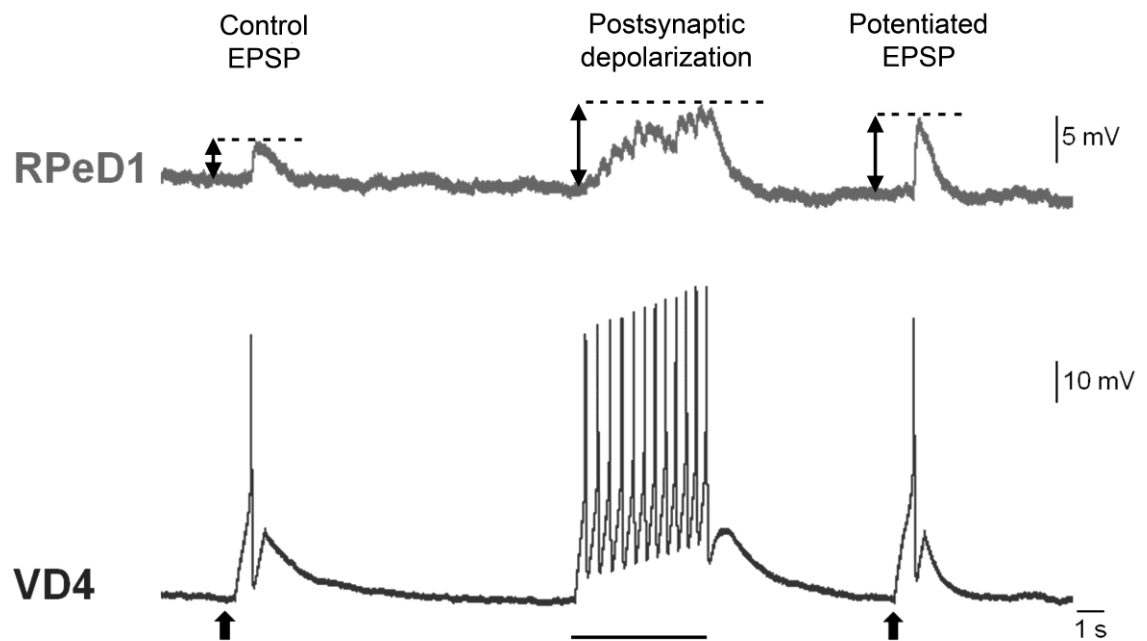 Control
EPSP
Postsynaptic
depolarization
Potentiated
EPSP
RPeD1
5 mV
10 mV
VD4
1 s